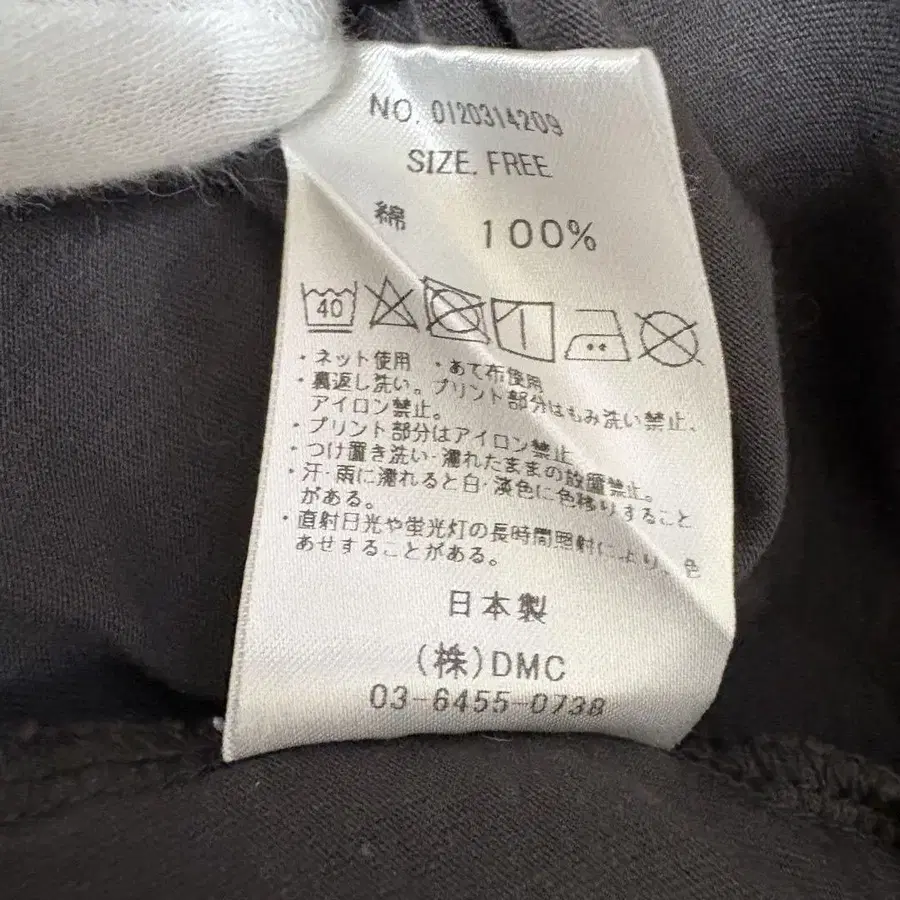 NO. 0120314209
SIZE. FREE
綿 100%
40
・ネット使用 ・あて布使用
・裏返し洗い。プリント部分はもみ洗い禁止、
アイロン禁止。
・プリント部分はアイロン禁止
・つけ置き洗い・濡れたままの放置禁止。
・汗・雨に濡れると白・淡色に色移りすること
がある。
・直射日光や蛍光灯の長時間照射により 色
あせすることがある。
日本製
(株)DMC
03-6455-0738